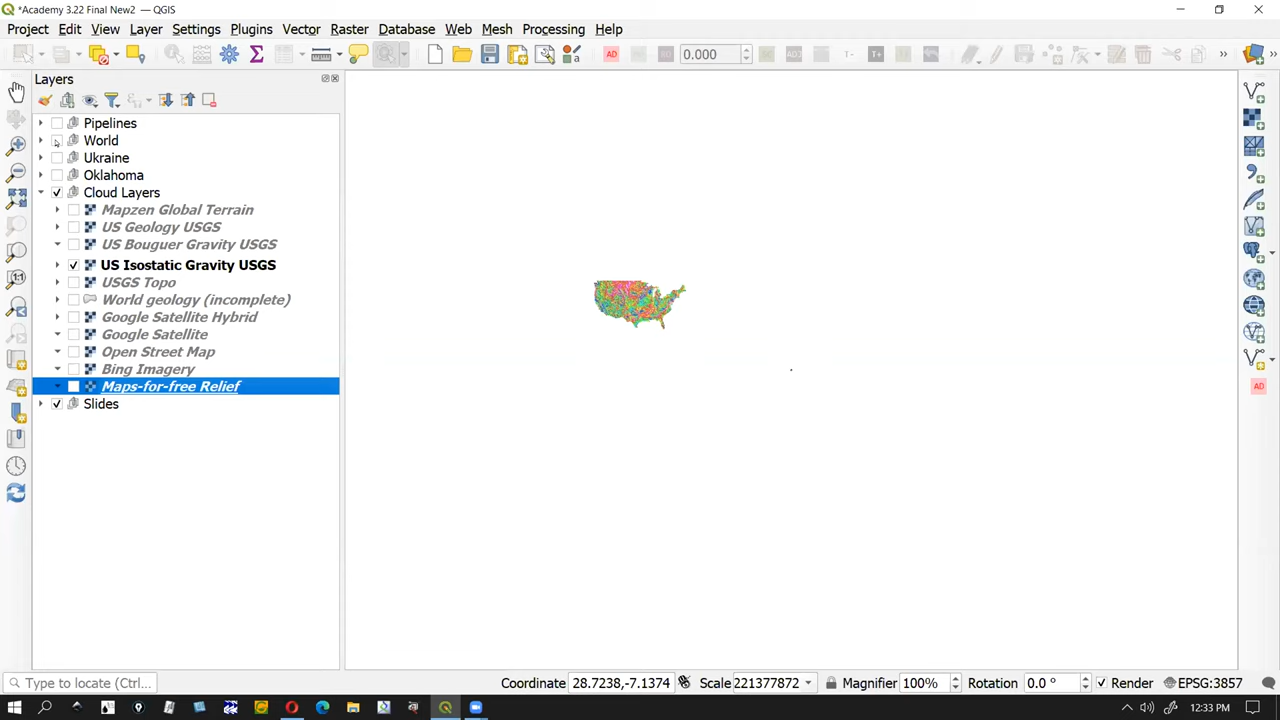 *Academy 3.22 Final New2 — QGIS
Project Edit View Layer Settings Plugins Vector Raster Database Web Mesh Processing Help
AD 0.000
Layers
Pipelines
World
Ukraine
Oklahoma
Cloud Layers
Mapzen Global Terrain
US Geology USGS
US Bouguer Gravity USGS
US Isostatic Gravity USGS
USGS Topo
World geology (incomplete)
Google Satellite Hybrid
Google Satellite
Open Street Map
Bing Imagery
Maps-for-free Relief
Slides
AD
Type to locate (Ctrl... Coordinate 28.7238,-7.1374 Scale 221377872 Magnifier 100% Rotation 0.0 ° Render EPSG:3857
12:33 PM